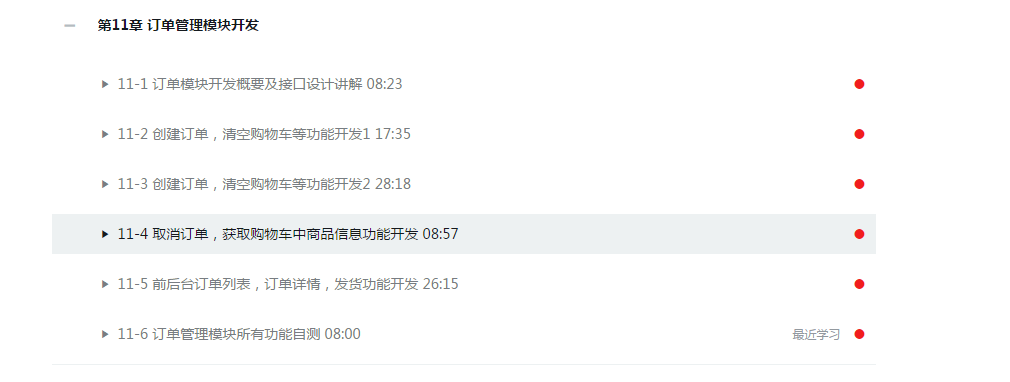 第11章 订单管理模块开发
11-1 订单模块开发概要及接口设计讲解 08:23
11-2 创建订单，清空购物车等功能开发1 17:35
11-3 创建订单，清空购物车等功能开发2 28:18
11-4 取消订单，获取购物车中商品信息功能开发 08:57
11-5 前后台订单列表，订单详情，发货功能开发 26:15
11-6 订单管理模块所有功能自测 08:00 最近学习